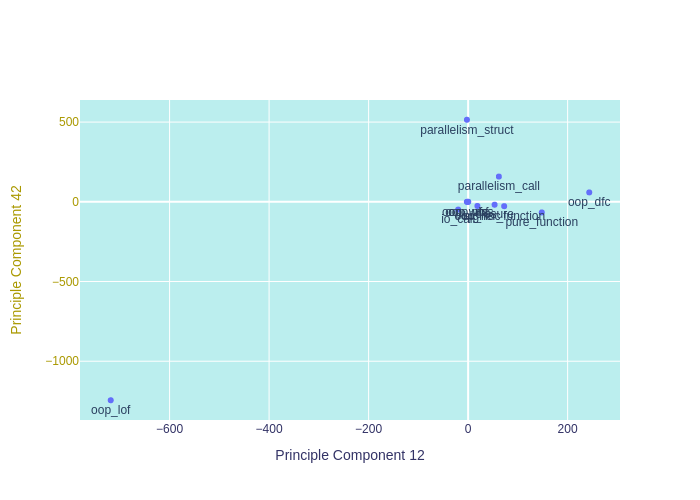 500
0
−500
−1000
−600
−400
−200
0
200
Principle Component 12
Principle Component 42
parallelism_struct
parallelism_call
oop_dfc
pure_function
io_calls
oop_lof